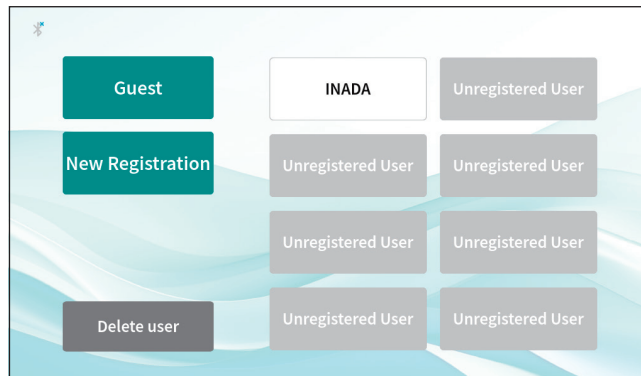 Guest
New Registration
Delete user
INADA
Unregistered User
Unregistered User
Unregistered User
Unregistered User
Unregistered User
Unregistered User
Unregistered User